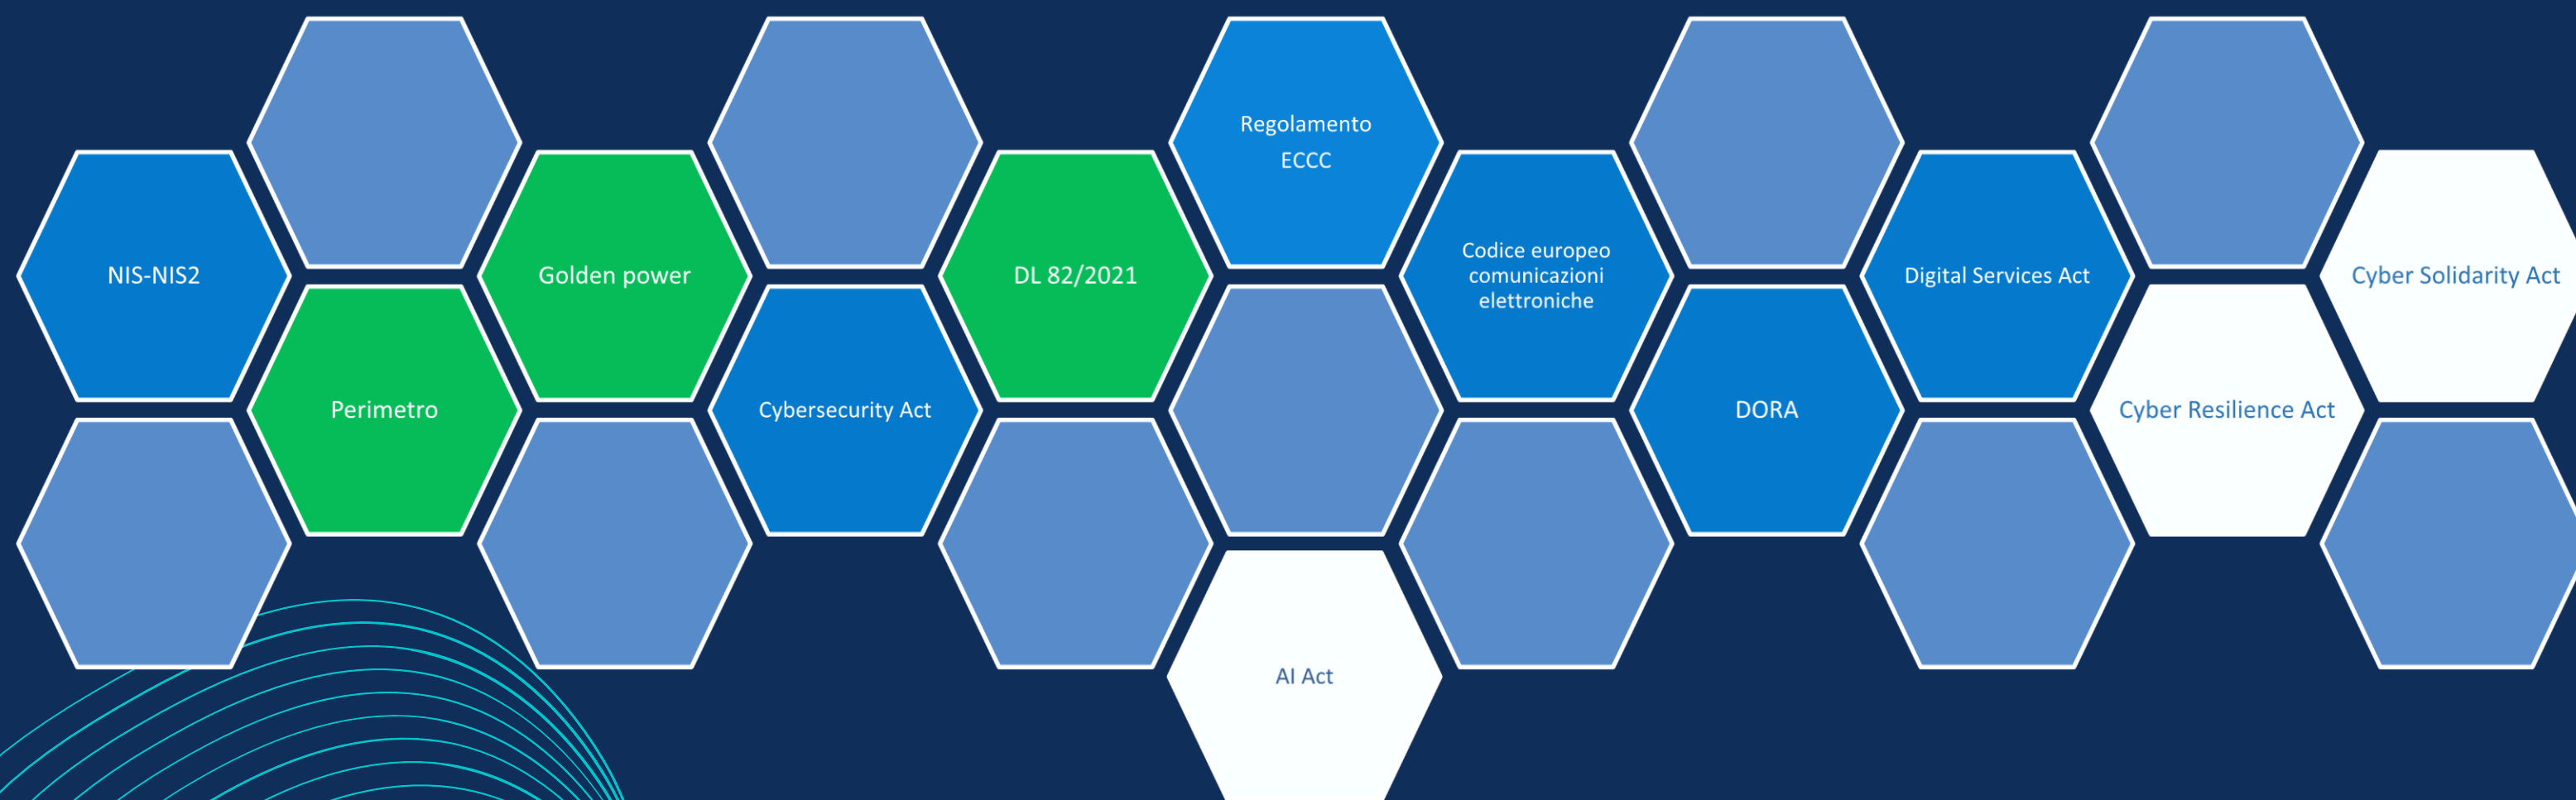 Regolamento
ECCC
NIS-NIS2
Golden power
DL 82/2021
Codice europeo
comunicazioni
elettroniche
Digital Services Act
Cyber Solidarity Act
Perimetro
Cybersecurity Act
DORA
Cyber Resilience Act
AI Act